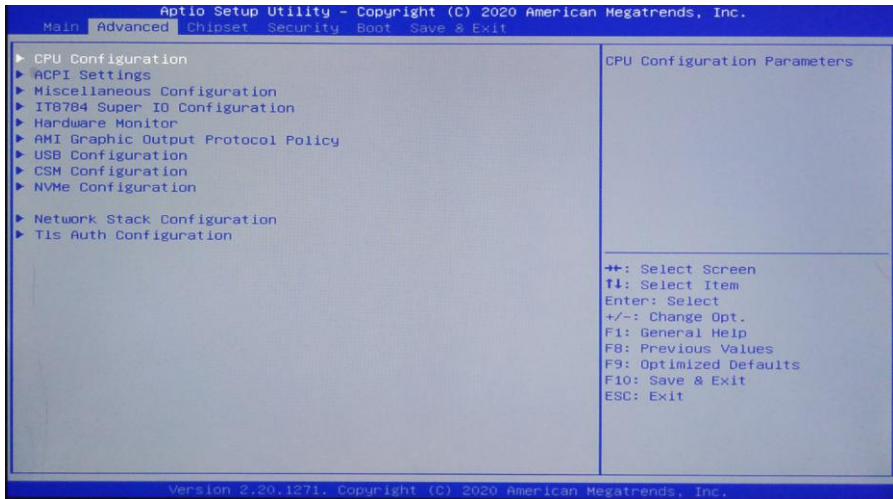 Aptio Setup Utility - Copyright (C) 2020 American Megatrends, Inc.
Main Advanced Chipset Security Boot Save & Exit
CPU Configuration
ACPI Settings
Miscellaneous Configuration
IT8784 Super IO Configuration
Hardware Monitor
AMI Graphic Output Protocol Policy
USB Configuration
CSM Configuration
NVMe Configuration
Network Stack Configuration
Tls Auth Configuration
CPU Configuration Parameters
→←: Select Screen
↑↓: Select Item
Enter: Select
+/-: Change Opt.
F1: General Help
F8: Previous Values
F9: Optimized Defaults
F10: Save & Exit
ESC: Exit
Version 2.20.1271. Copyright (C) 2020 American Megatrends, Inc.